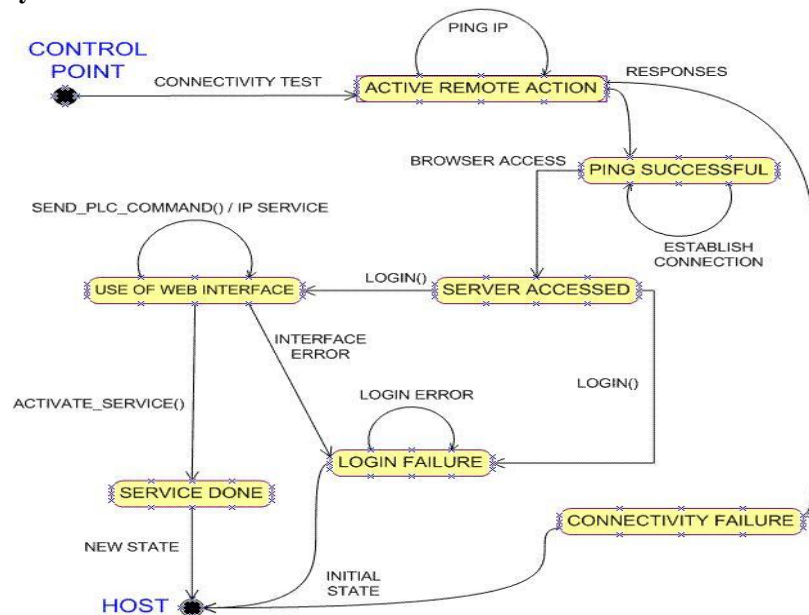 PING IP
CONTROL
POINT
CONNECTIVITY TEST
RESPONSES
ACTIVE REMOTE ACTION
BROWSER ACCESS
PING SUCCESSFUL
SEND_PLC_COMMAND() / IP SERVICE
ESTABLISH
CONNECTION
LOGIN()
USE OF WEB INTERFACE
SERVER ACCESSED
INTERFACE
ERROR
LOGIN ERROR
LOGIN()
ACTIVATE_SERVICE()
LOGIN FAILURE
SERVICE DONE
CONNECTIVITY FAILURE
NEW STATE
INITIAL
STATE
HOST